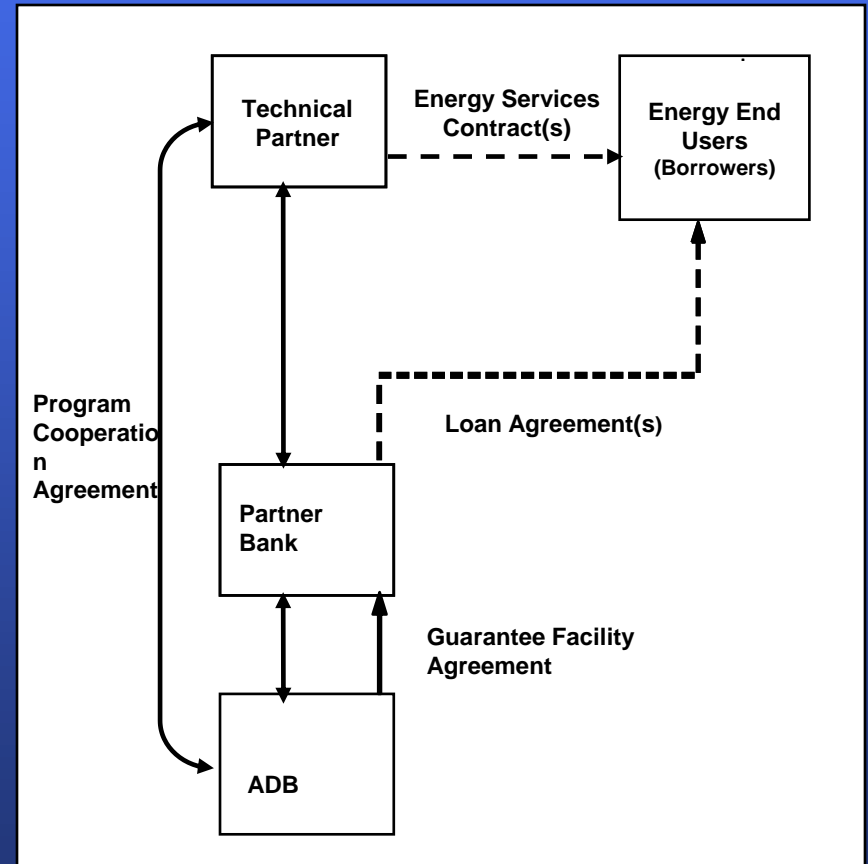 Technical
Partner
Energy Services
Contract(s)
Energy End
Users
(Borrowers)
Program
Cooperatio
n
Agreement
Loan Agreement(s)
Partner
Bank
Guarantee Facility
Agreement
ADB